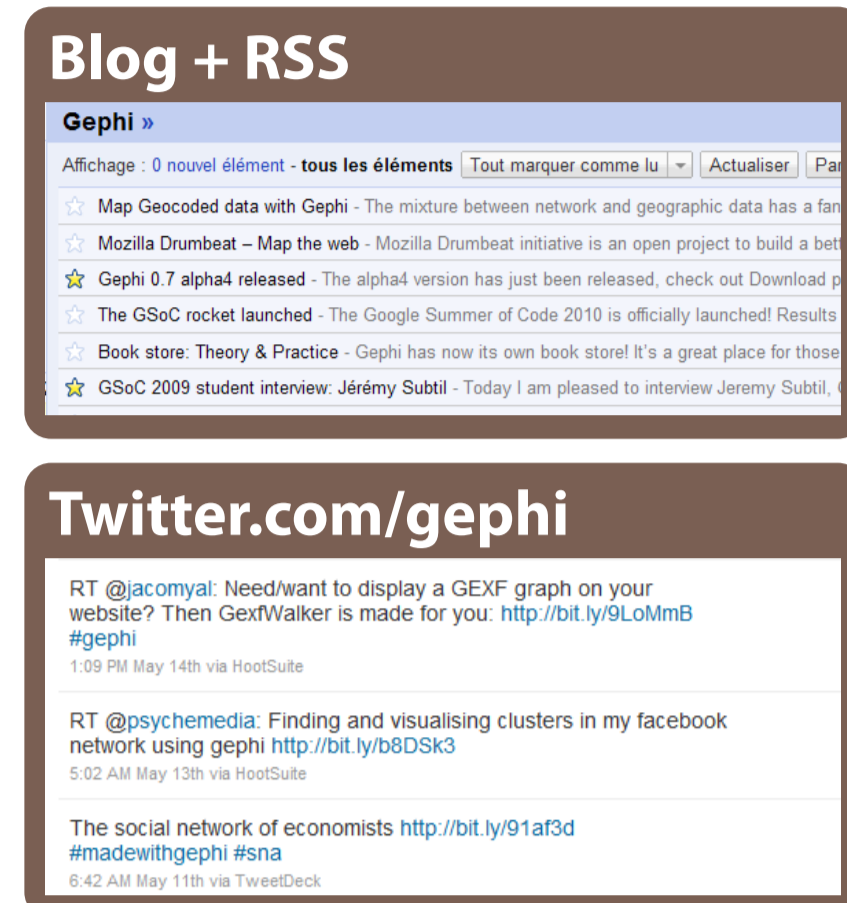 Blog + RSS
Gephi »
Affichage : 0 nouvel élément - tous les éléments Tout marquer comme lu Actualiser Par
Map Geocoded data with Gephi - The mixture between network and geographic data has a fan
Mozilla Drumbeat – Map the web - Mozilla Drumbeat initiative is an open project to build a bett
Gephi 0.7 alpha4 released - The alpha4 version has just been released, check out Download p
The GSoC rocket launched - The Google Summer of Code 2010 is officially launched! Results
Book store: Theory & Practice - Gephi has now its own book store! It's a great place for those
GSoC 2009 student interview: Jérémy Subtil - Today I am pleased to interview Jeremy Subtil,
Twitter.com/gephi
RT @jacomyal: Need/want to display a GEXF graph on your
website? Then GexfWalker is made for you: http://bit.ly/9LoMmB
#gephi
1:09 PM May 14th via HootSuite
RT @psychemedia: Finding and visualising clusters in my facebook
network using gephi http://bit.ly/b8DSk3
5:02 AM May 13th via HootSuite
The social network of economists http://bit.ly/91af3d
#madewithgephi #sna
6:42 AM May 11th via TweetDeck